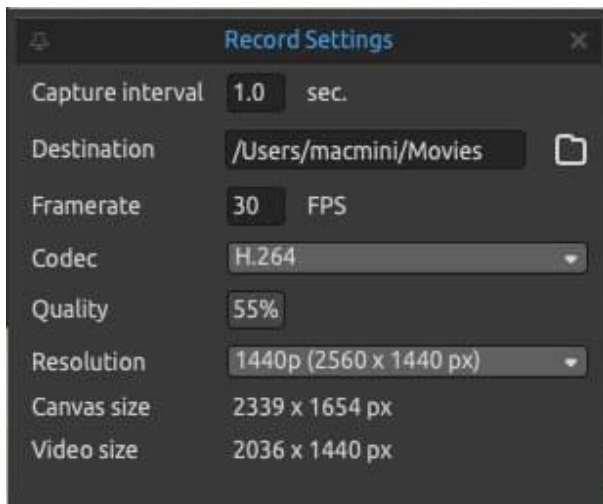 Record Settings
Capture interval 1.0 sec.
Destination /Users/macmini/Movies
Framerate 30 FPS
Codec H.264
Quality 55%
Resolution 1440p (2560 x 1440 px)
Canvas size 2339 x 1654 px
Video size 2036 x 1440 px